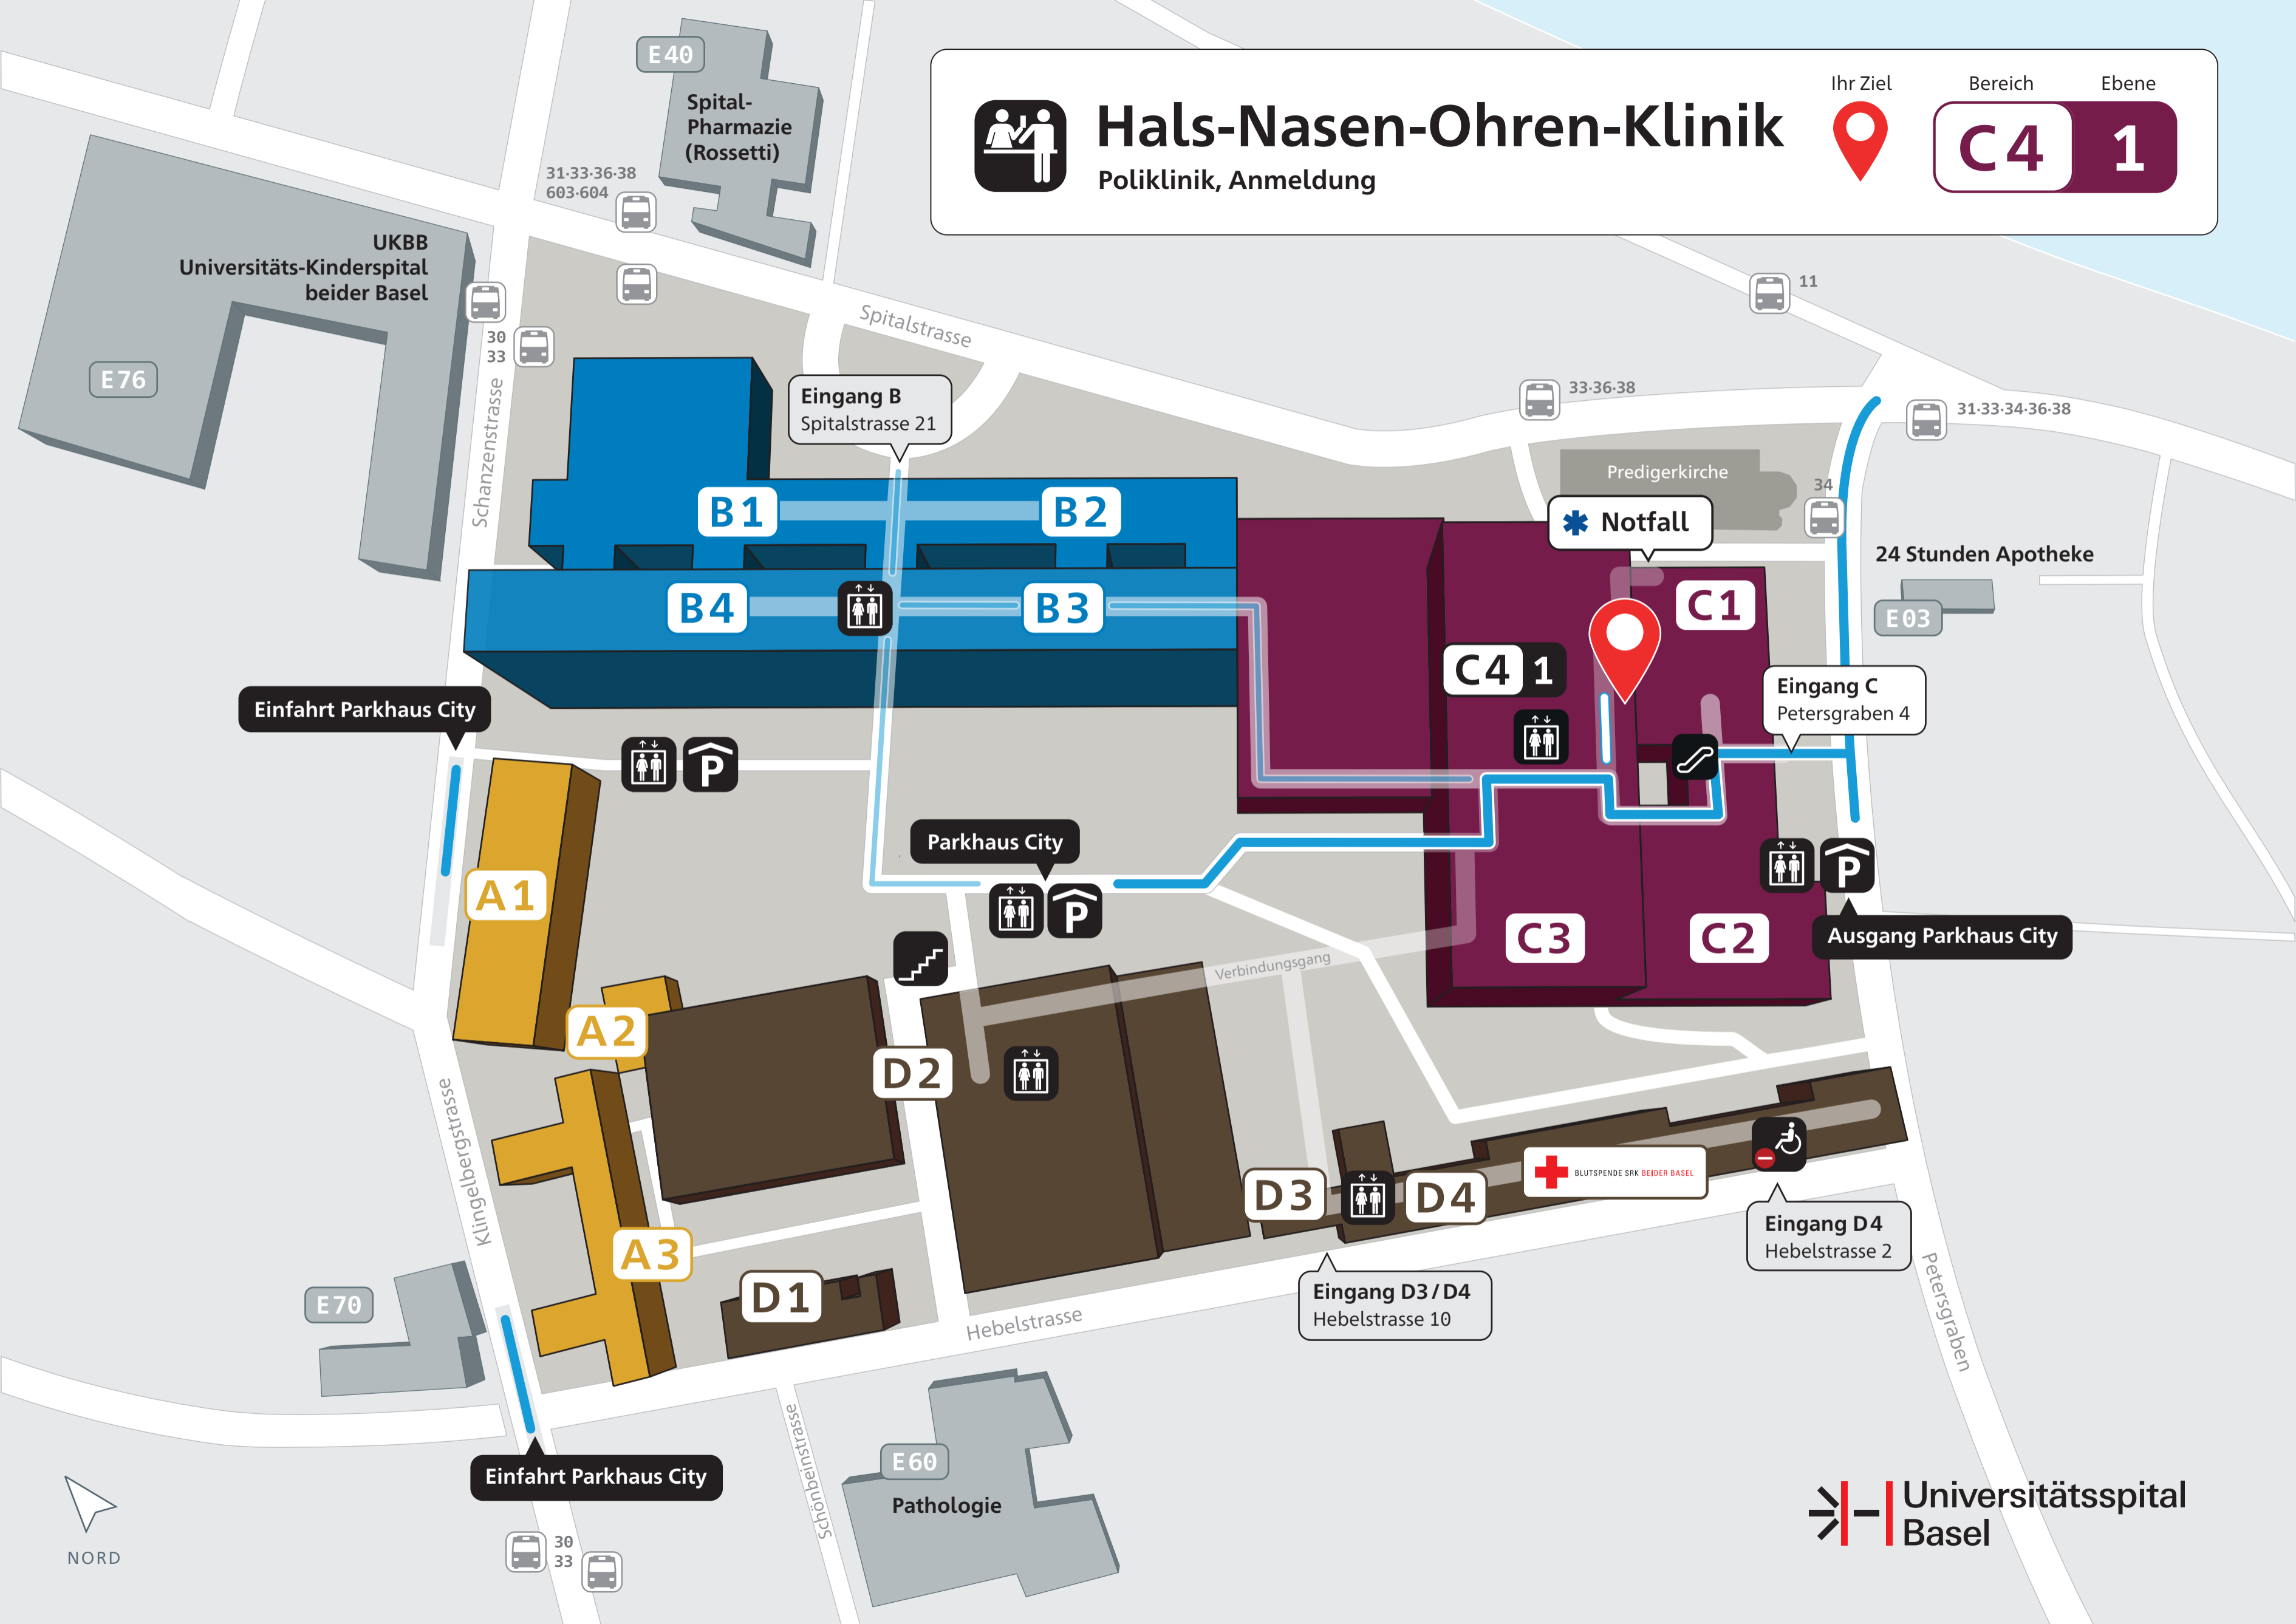 Hals-Nasen-Ohren-Klinik
Poliklinik, Anmeldung
Ihr Ziel
Bereich
Ebene
C4
1
E40
Spital-
Pharmazie
(Rossetti)
31·33·36·38
603·604
UKBB
Universitäts-Kinderspital
beider Basel
E76
30
33
Schanzenstrasse
Spitalstrasse
11
33·36·38
31·33·34·36·38
Eingang B
Spitalstrasse 21
Predigerkirche
34
Notfall
24 Stunden Apotheke
E03
B1
B2
B4
B3
C1
C4 1
Eingang C
Petersgraben 4
Einfahrt Parkhaus City
P
Parkhaus City
P
P
A1
C3
C2
Ausgang Parkhaus City
Verbindungsgang
A2
D2
Klingelbergstrasse
BLUTSPENDE SRK BEIDER BASEL
D3
D4
Eingang D4
Hebelstrasse 2
A3
D1
E70
Eingang D3/D4
Hebelstrasse 10
Hebelstrasse
Petersgraben
Schönbeinstrasse
E60
Pathologie
Einfahrt Parkhaus City
30
33
NORD
Universitätsspital
Basel